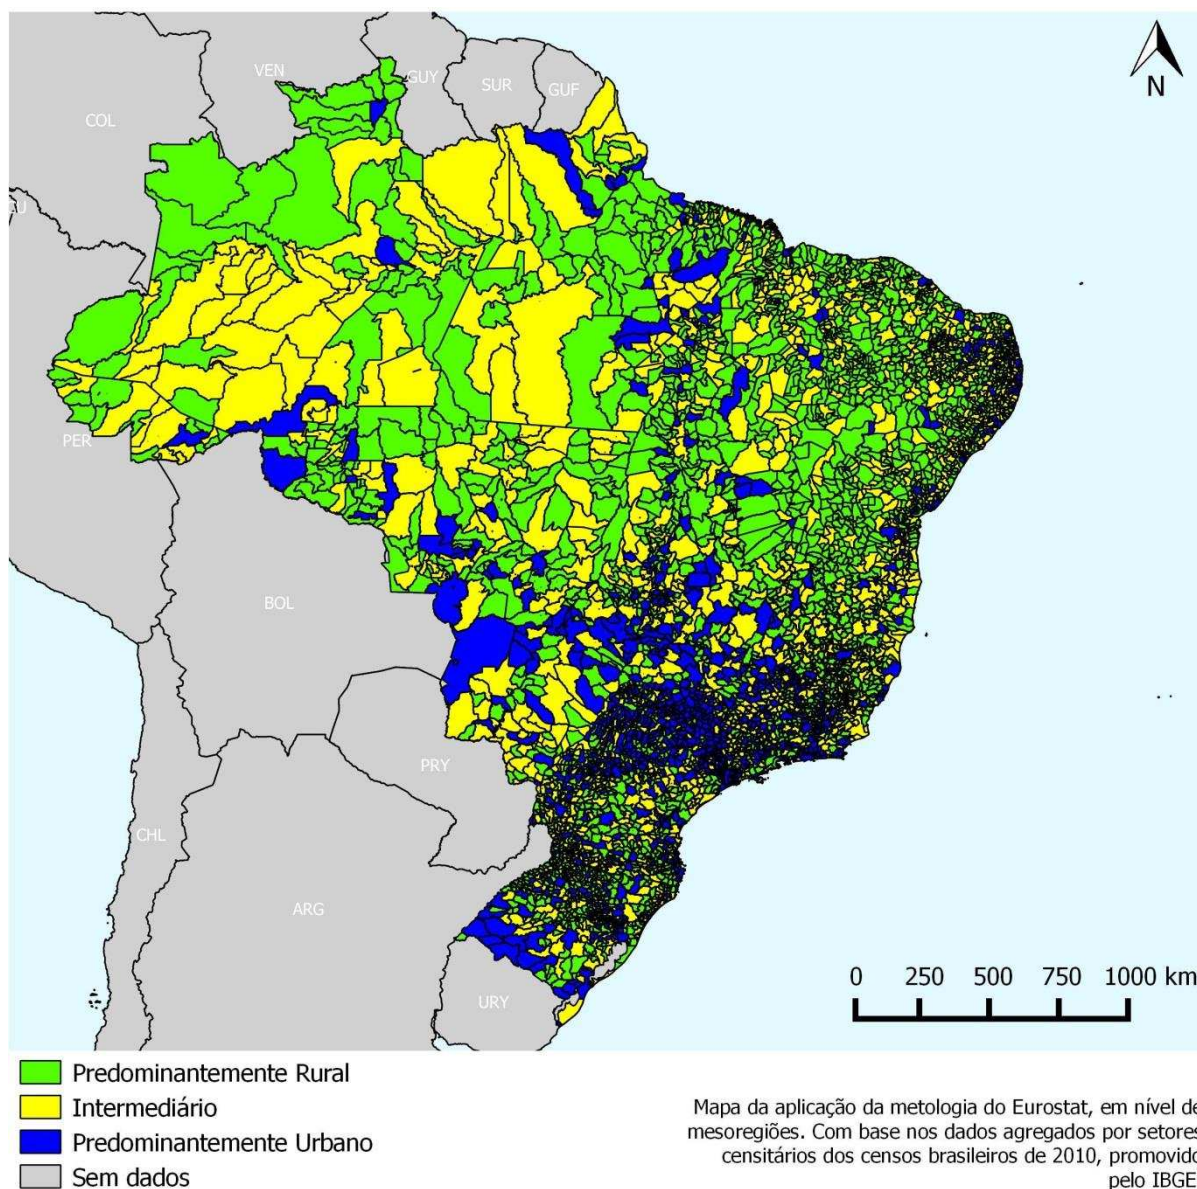 N
VEN
GUY
SUR
GUF
COL
PER
BOL
PRY
CHL
ARG
URY
0 250 500 750 1000 km
Predominantemente Rural
Intermediário
Predominantemente Urbano
Sem dados
Mapa da aplicação da metologia do Eurostat, em nível de
mesoregiões. Com base nos dados agregados por setores
censitários dos censos brasileiros de 2010, promovido
pelo IBGE